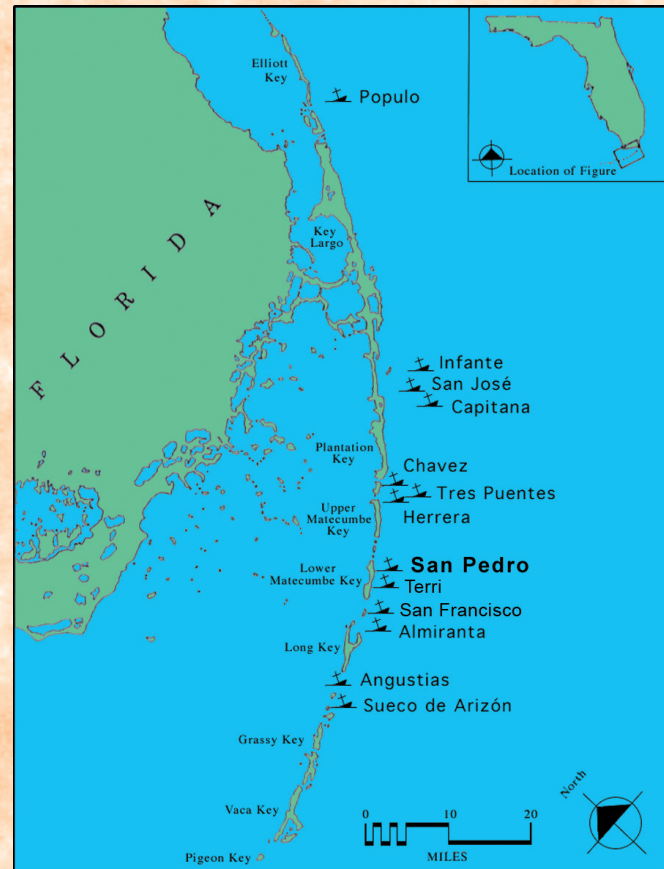 Elliott
Key
Populo
Location of Figure
FLORIDA
Key
Largo
Infante
San José
Capitana
Plantation
Key
Chavez
Tres Puentes
Upper
Matecumbe
Key
Herrera
San Pedro
Lower
Matecumbe Key
Terri
San Francisco
Almiranta
Long Key
Angustias
Sueco de Arizón
Grassy Key
North
Vaca Key
0 10 20
MILES
Pigeon Key